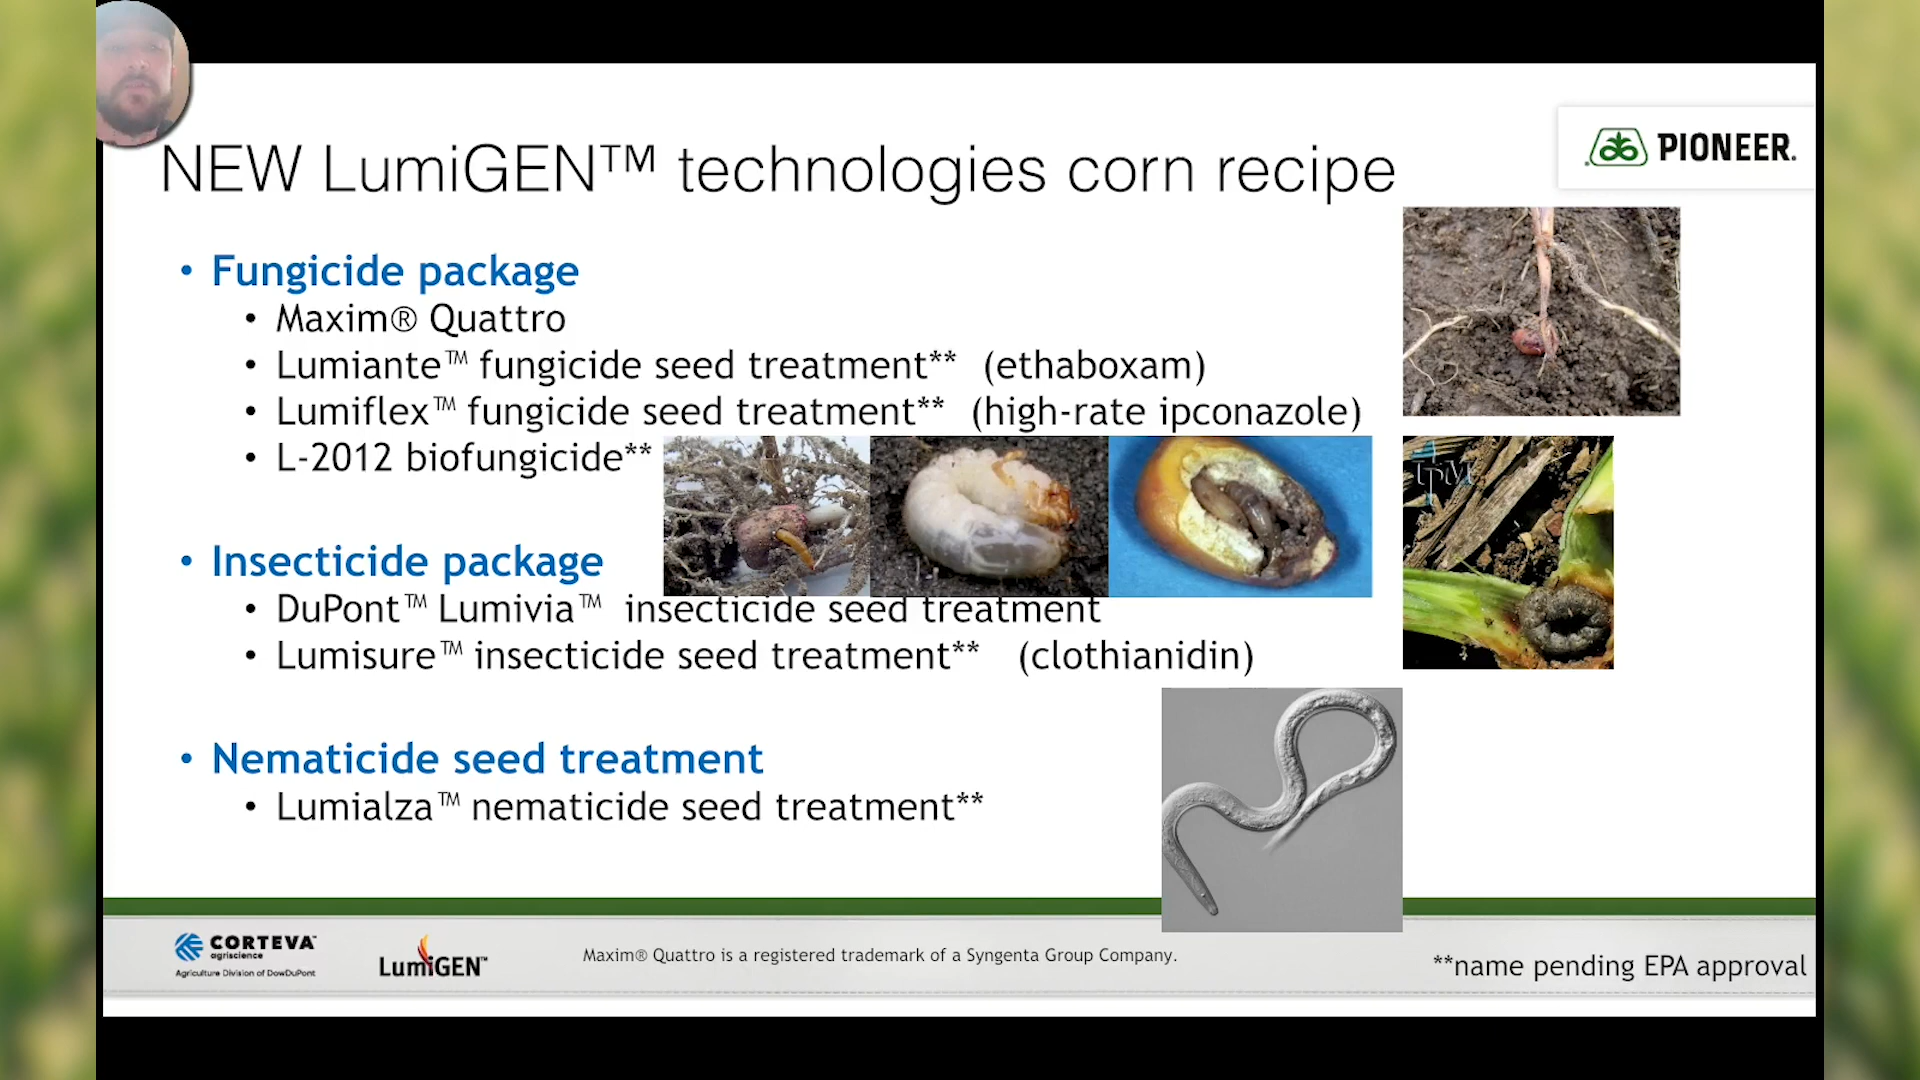 NEW LumiGEN™ technologies corn recipe
PIONEER.
• Fungicide package
• Maxim® Quattro
• Lumiante™ fungicide seed treatment** (ethaboxam)
• Lumiflex™ fungicide seed treatment** (high-rate ipconazole)
• L-2012 biofungicide**
IPM
• Insecticide package
• DuPont™ Lumivia™ insecticide seed treatment
• Lumisure™ insecticide seed treatment** (clothianidin)
• Nematicide seed treatment
• Lumialza™ nematicide seed treatment**
CORTEVA™
agriscience
Agriculture Division of DowDuPont
LumiGEN™
Maxim® Quattro is a registered trademark of a Syngenta Group Company.
**name pending EPA approval